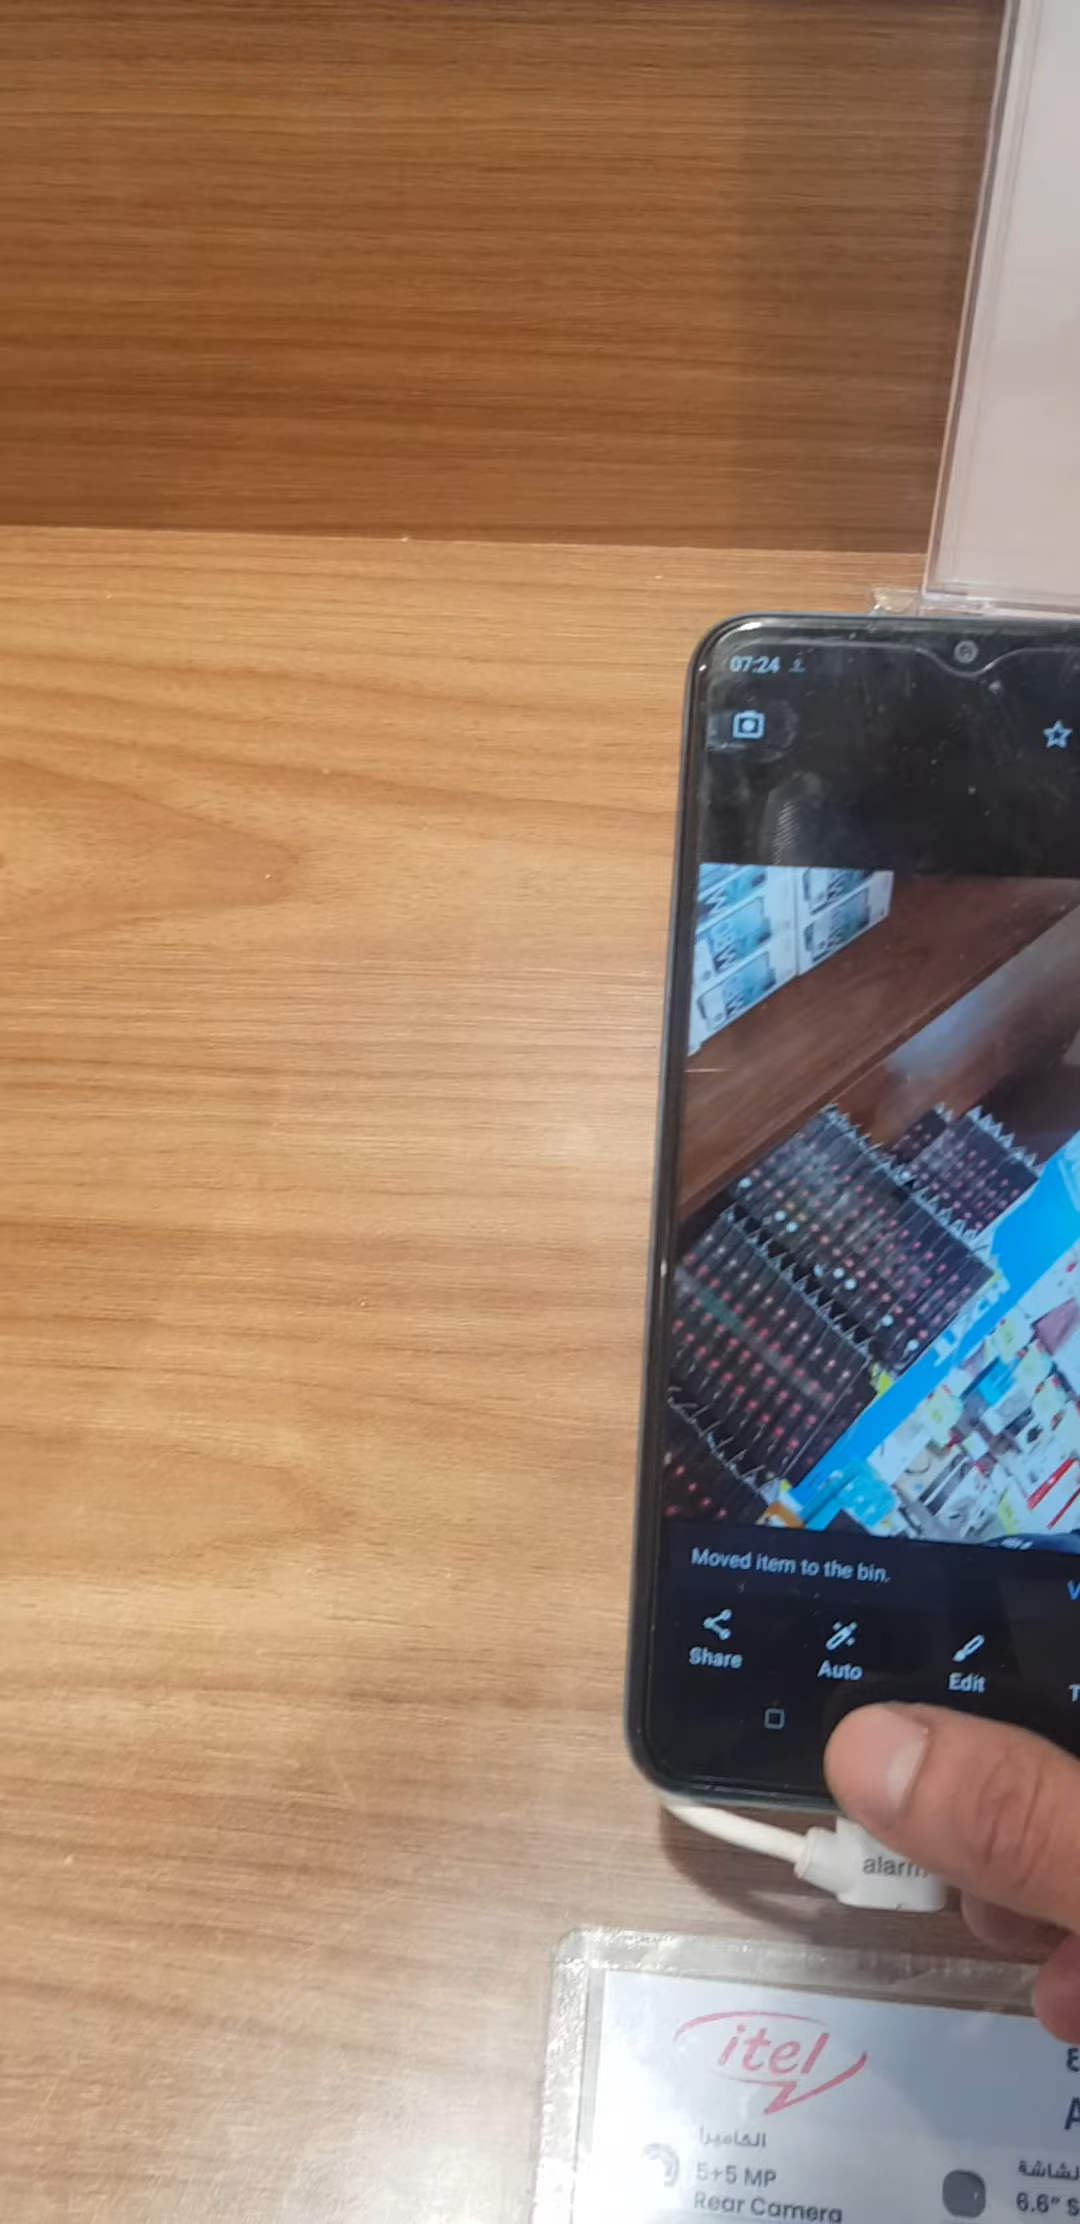 07:24
Moved item to the bin.
Share
Auto
Edit
alarm
itel
الكاميرا
5+5 MP
Rear Camera
الشاشة
6.6" S